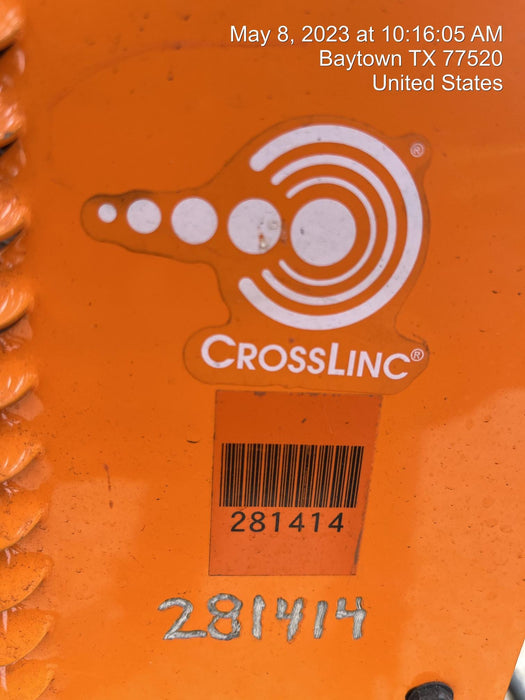 May 8, 2023 at 10:16:05 AM
Baytown TX 77520
United States
®
CROSSLINC®
281414
281414